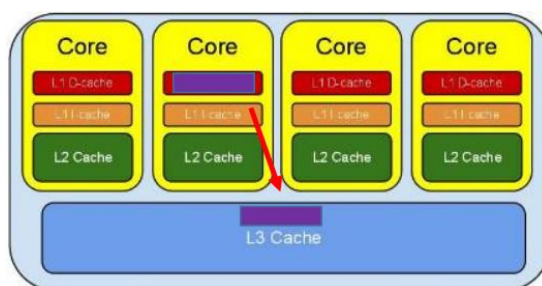 Core Core Core Core
L1 D-cache L1 D-cache L1 D-cache
L1 I-cache L1 I-cache L1 I-cache L1 I-cache
L2 Cache L2 Cache L2 Cache L2 Cache
L3 Cache